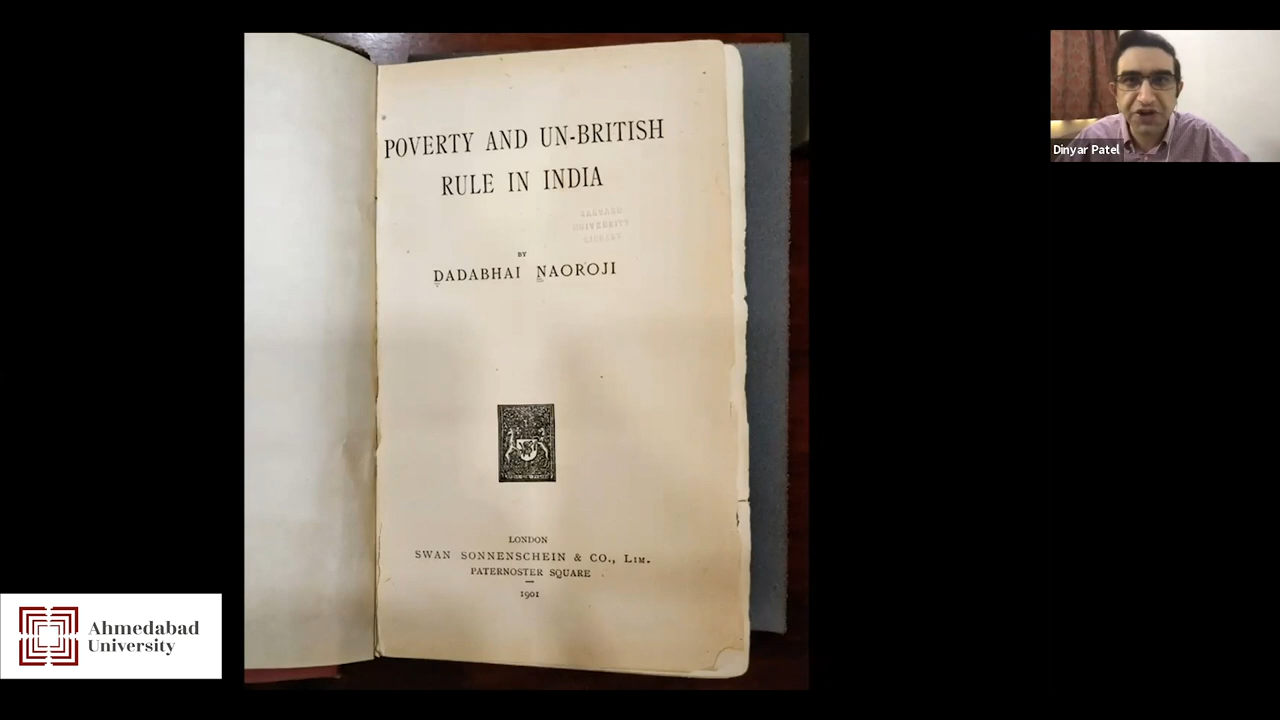 POVERTY AND UN-BRITISH
RULE IN INDIA
BY
DADABHAI NAOROJI
LONDON
SWAN SONNENSCHEIN & CO., LIM.
PATERNOSTER SQUARE
1901
Dinyar Patel
Ahmedabad
University